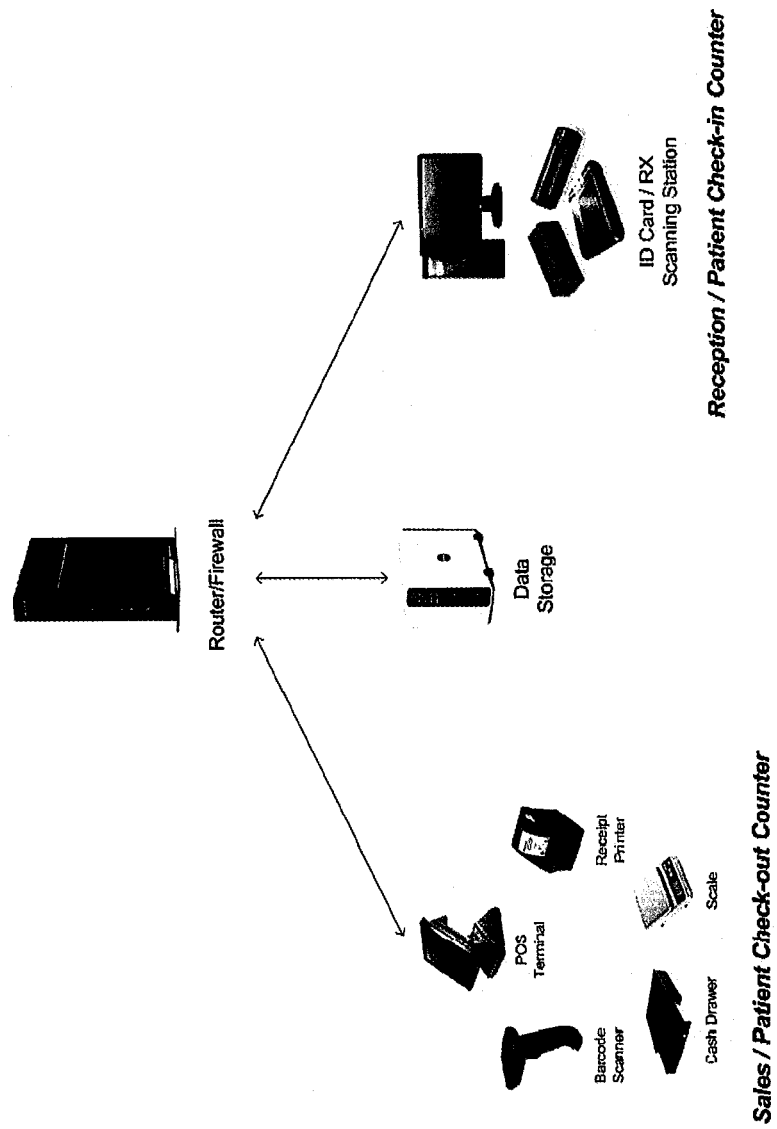 Router/Firewall
Data
Storage
POS
Terminal
Receipt
Printer
Barcode
Scanner
Cash Drawer
Scale
Sales / Patient Check-out Counter
ID Card / RX
Scanning Station
Reception / Patient Check-in Counter